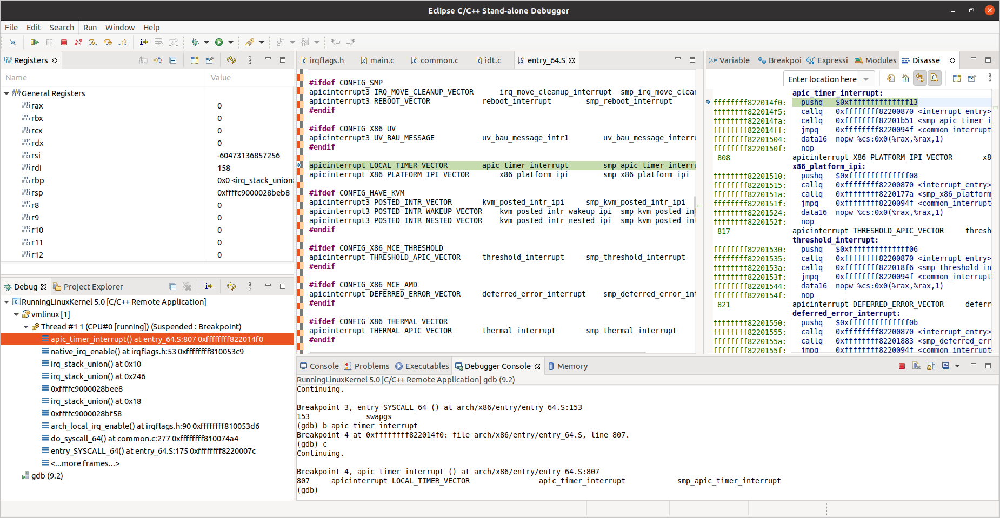 Eclipse C/C++ Stand-alone Debugger
File Edit Search Run Window Help
Registers
Name Value
General Registers
rax 0
rbx 0
rcx 0
rdx 0
rsi -60473136857256
rdi 158
rbp 0x0 <irq_stack_union>
rsp 0xffffc9000028beb8
r8 0
r9 0
r10 0
r11 0
r12 0
Debug Project Explorer
RunningLinuxKernel 5.0 [C/C++ Remote Application]
vmlinux [1]
Thread #1 1 (CPU#0 [running]) (Suspended : Breakpoint)
apic_timer_interrupt() at entry_64.S:807 0xffffffff822014f0
native_irq_enable() at irqflags.h:53 0xffffffff810053c9
irq_stack_union() at 0x10
irq_stack_union() at 0x246
0xffffc9000028bee8
irq_stack_union() at 0x18
0xffffc9000028bf58
arch_local_irq_enable() at irqflags.h:90 0xffffffff810053d6
do_syscall_64() at common.c:277 0xffffffff810074a4
entry_SYSCALL_64() at entry_64.S:175 0xffffffff8220007c
<...more frames...>
gdb (9.2)
irqflags.h main.c common.c idt.c entry_64.S
#ifdef CONFIG_SMP
apicinterrupt3 IRQ_MOVE_CLEANUP_VECTOR irq_move_cleanup_interrupt smp_irq_move_clean
apicinterrupt3 REBOOT_VECTOR reboot_interrupt smp_reboot_interrupt
#endif
#ifdef CONFIG_X86_UV
apicinterrupt3 UV_BAU_MESSAGE uv_bau_message_intr1 uv_bau_message_interru
#endif
apicinterrupt LOCAL_TIMER_VECTOR apic_timer_interrupt smp_apic_timer_interru
apicinterrupt X86_PLATFORM_IPI_VECTOR x86_platform_ipi smp_x86_platform_ipi
#ifdef CONFIG_HAVE_KVM
apicinterrupt3 POSTED_INTR_VECTOR kvm_posted_intr_ipi smp_kvm_posted_intr_ipi
apicinterrupt3 POSTED_INTR_WAKEUP_VECTOR kvm_posted_intr_wakeup_ipi smp_kvm_posted_int
apicinterrupt3 POSTED_INTR_NESTED_VECTOR kvm_posted_intr_nested_ipi smp_kvm_posted_int
#endif
#ifdef CONFIG_X86_MCE_THRESHOLD
apicinterrupt THRESHOLD_APIC_VECTOR threshold_interrupt smp_threshold_interrupt
#endif
#ifdef CONFIG_X86_MCE_AMD
apicinterrupt DEFERRED_ERROR_VECTOR deferred_error_interrupt smp_deferred_error_int
#endif
#ifdef CONFIG_X86_THERMAL_VECTOR
apicinterrupt THERMAL_APIC_VECTOR thermal_interrupt smp_thermal_interrupt
#endif
(x)= Variable Breakpoi Expressi Modules Disasse
Enter location here
apic_timer_interrupt:
ffffffff822014f0: pushq $0xffffffffffffff13
ffffffff822014f5: callq 0xffffffff82200870 <interrupt_entry>
ffffffff822014fa: callq 0xffffffff82201b51 <smp_apic_timer_i
ffffffff822014ff: jmpq 0xffffffff8220094f <common_interrupt
ffffffff82201504: data16 nopw %cs:0x0(%rax,%rax,1)
ffffffff8220150f: nop
808 apicinterrupt X86_PLATFORM_IPI_VECTOR x8
x86_platform_ipi:
ffffffff82201510: pushq $0xffffffffffffff08
ffffffff82201515: callq 0xffffffff82200870 <interrupt_entry>
ffffffff8220151a: callq 0xffffffff8220177a <smp_x86_platform_
ffffffff8220151f: jmpq 0xffffffff8220094f <common_interrupt
ffffffff82201524: data16 nopw %cs:0x0(%rax,%rax,1)
ffffffff8220152f: nop
817 apicinterrupt THRESHOLD_APIC_VECTOR thresh
threshold_interrupt:
ffffffff82201530: pushq $0xffffffffffffff06
ffffffff82201535: callq 0xffffffff82200870 <interrupt_entry>
ffffffff8220153a: callq 0xffffffff822018f6 <smp_threshold_in
ffffffff8220153f: jmpq 0xffffffff8220094f <common_interrupt
ffffffff82201544: data16 nopw %cs:0x0(%rax,%rax,1)
ffffffff8220154f: nop
821 apicinterrupt DEFERRED_ERROR_VECTOR deferr
deferred_error_interrupt:
ffffffff82201550: pushq $0xffffffffffffff0b
ffffffff82201555: callq 0xffffffff82200870 <interrupt_entry>
ffffffff8220155a: callq 0xffffffff82201883 <smp_deferred_err
ffffffff8220155f: jmpq 0xffffffff8220094f <common_interrupt
Console Problems Executables Debugger Console Memory
RunningLinuxKernel 5.0 [C/C++ Remote Application] gdb (9.2)
Continuing.
Breakpoint 3, entry_SYSCALL_64 () at arch/x86/entry/entry_64.S:153
153 swapgs
(gdb) b apic_timer_interrupt
Breakpoint 4 at 0xffffffff822014f0: file arch/x86/entry/entry_64.S, line 807.
(gdb) c
Continuing.
Breakpoint 4, apic_timer_interrupt () at arch/x86/entry/entry_64.S:807
807 apicinterrupt LOCAL_TIMER_VECTOR apic_timer_interrupt smp_apic_timer_interrupt
(gdb)